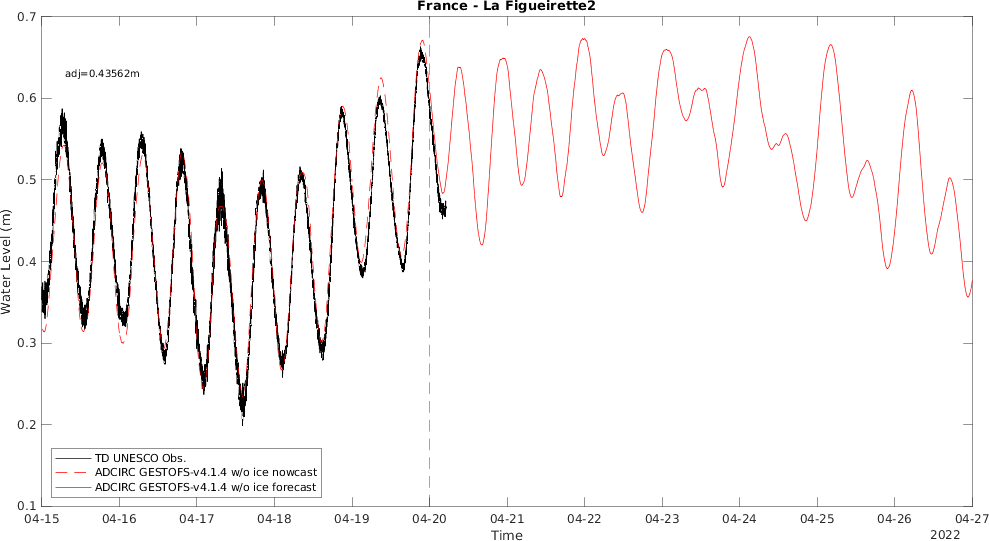 France - La Figueirette2
0.7
adj=0.43562m
0.6
0.5
0.4
0.3
0.2
0.1
Water Level (m)
TD UNESCO Obs.
ADCIRC GESTOFS-v4.1.4 w/o ice nowcast
ADCIRC GESTOFS-v4.1.4 w/o ice forecast
04-15 04-16 04-17 04-18 04-19 04-20 04-21 04-22 04-23 04-24 04-25 04-26 04-27
Time
2022